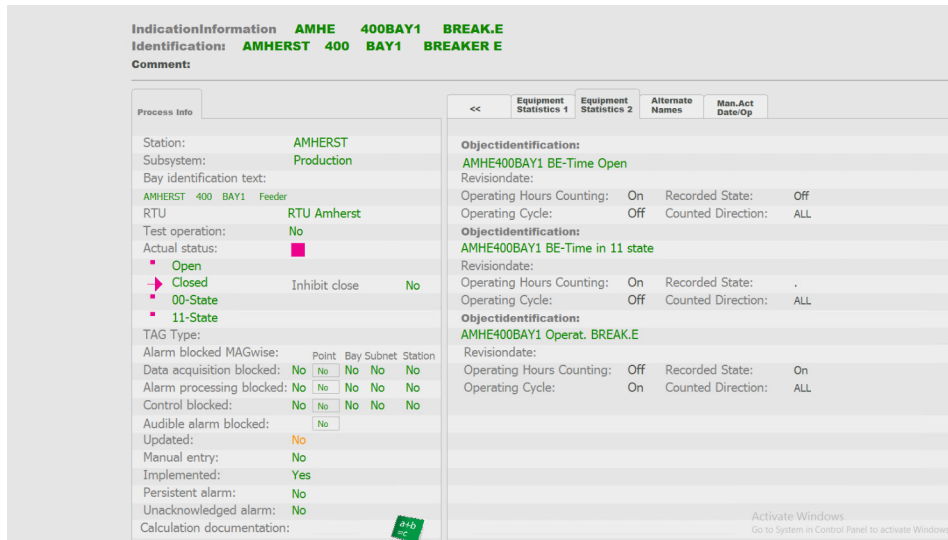 IndicationInformation AMHE 400BAY1 BREAK.E
Identification: AMHERST 400 BAY1 BREAKER E
Comment:
Process Info
<< Equipment Statistics 1 Equipment Statistics 2 Alternate Names Man.Act Date/Op
Station: AMHERST
Subsystem: Production
Bay identification text:
AMHERST 400 BAY1 Feeder
RTU RTU Amherst
Test operation: No
Actual status:
Open
Closed Inhibit close No
00-State
11-State
TAG Type:
Alarm blocked MAGwise: Point Bay Subnet Station
Data acquisition blocked: No No No No No
Alarm processing blocked: No No No No No
Control blocked: No No No No No
Audible alarm blocked: No
Updated: No
Manual entry: No
Implemented: Yes
Persistent alarm: No
Unacknowledged alarm: No
Calculation documentation: a+b =c
Objectidentification:
AMHE400BAY1 BE-Time Open
Revisiondate:
Operating Hours Counting: On Recorded State: Off
Operating Cycle: Off Counted Direction: ALL
Objectidentification:
AMHE400BAY1 BE-Time in 11 state
Revisiondate:
Operating Hours Counting: On Recorded State: .
Operating Cycle: Off Counted Direction: ALL
Objectidentification:
AMHE400BAY1 Operat. BREAK.E
Revisiondate:
Operating Hours Counting: Off Recorded State: On
Operating Cycle: On Counted Direction: ALL
Activate Windows
Go to System in Control Panel to activate Windows